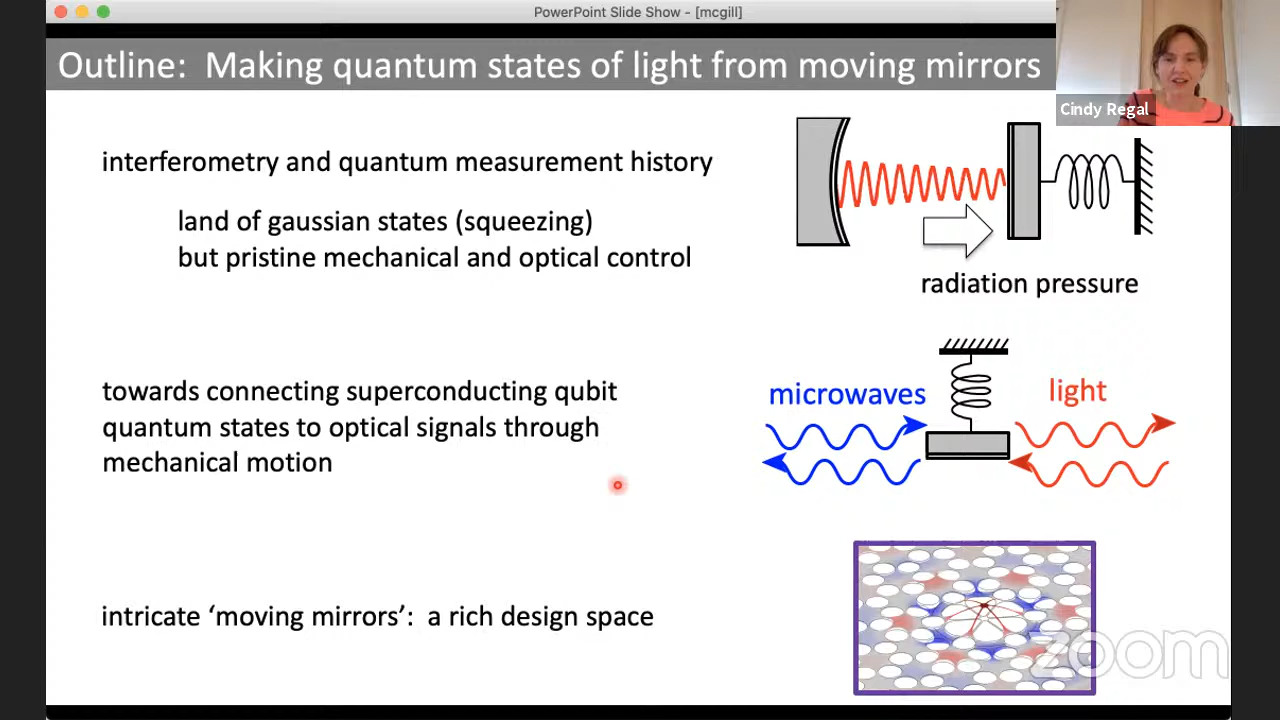 PowerPoint Slide Show - [mcgill]
Outline:  Making quantum states of light from moving mirrors
Cindy Regal
interferometry and quantum measurement history
land of gaussian states (squeezing)
but pristine mechanical and optical control
radiation pressure
towards connecting superconducting qubit
quantum states to optical signals through
mechanical motion
microwaves
light
intricate ‘moving mirrors’:  a rich design space
zoom